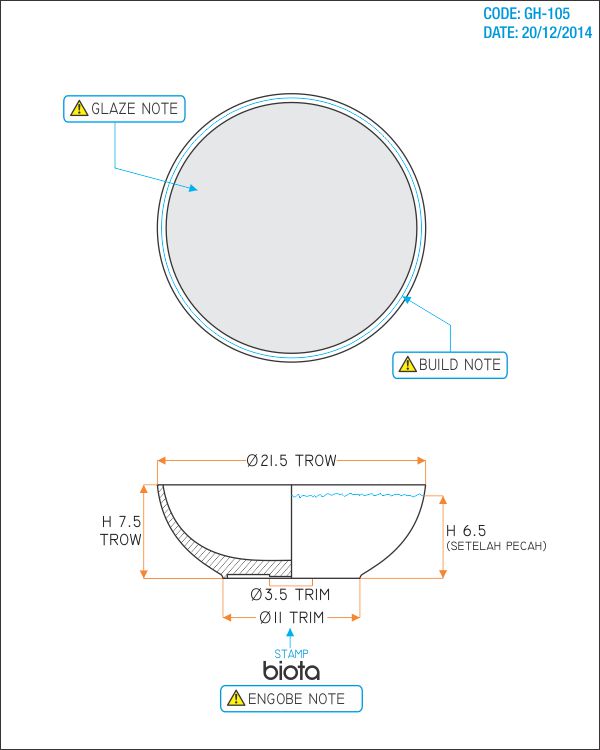 CODE: GH-105
DATE: 20/12/2014
GLAZE NOTE
BUILD NOTE
Ø21.5 TROW
H 7.5
TROW
H 6.5
(SETELAH PECAH)
Ø3.5 TRIM
Ø11 TRIM
STAMP
biota
ENGOBE NOTE